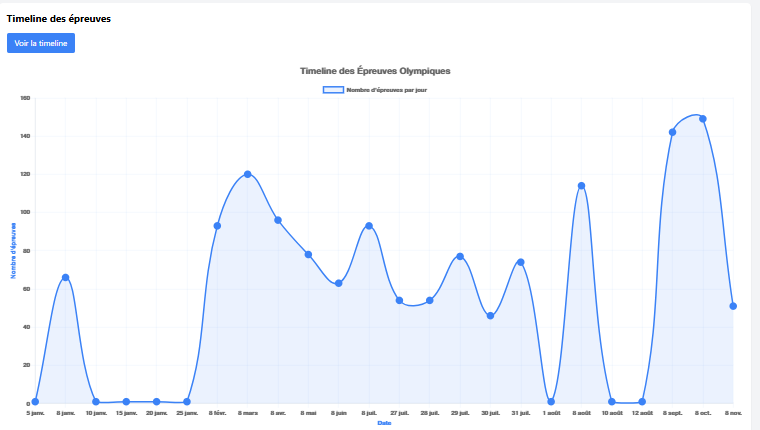 Timeline des épreuves
Voir la timeline
Timeline des Épreuves Olympiques
Nombre d'épreuves par jour
160
140
120
100
80
60
40
20
0
Nombre d'épreuves
5 janv. 8 janv. 10 janv. 15 janv. 20 janv. 25 janv. 8 févr. 8 mars 8 avr. 8 mai 8 juin 8 juil. 27 juil. 28 juil. 29 juil. 30 juil. 31 juil. 1 août 8 août 10 août 12 août 8 sept. 8 oct. 8 nov.
Date